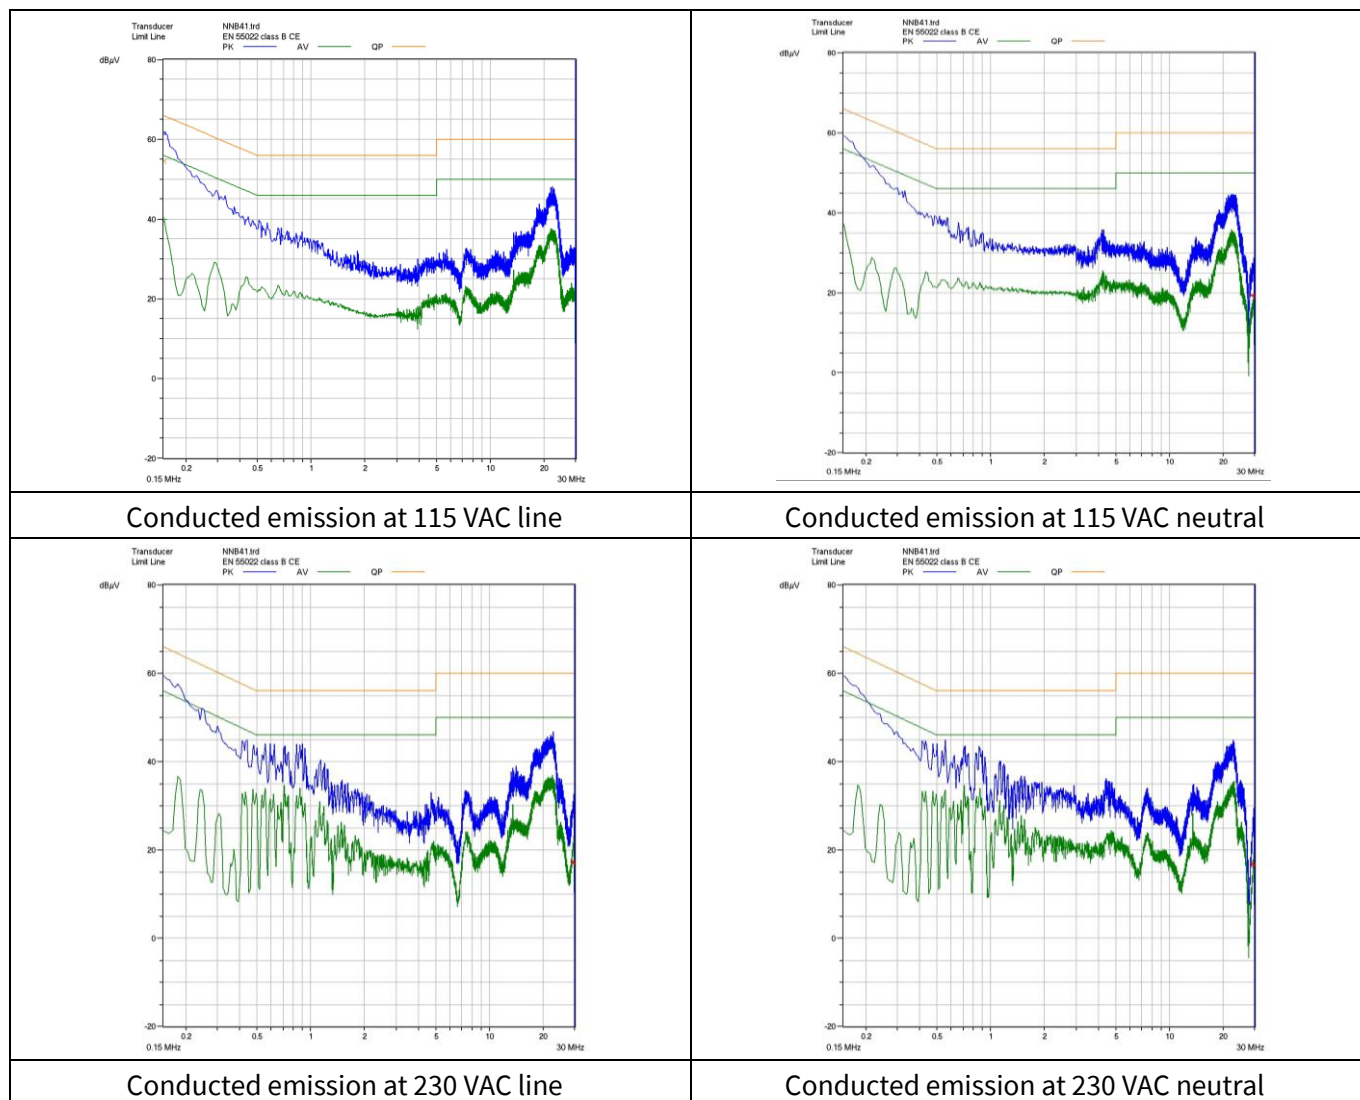 Transducer NNB41.trd
Limit Line EN 55022 class B CE
PK AV QP
dBµV
80
60
40
20
0
-20
0.2 0.5 1 2 5 10 20
0.15 MHz 30 MHz
Conducted emission at 115 VAC line
Transducer NNB41.trd
Limit Line EN 55022 class B CE
PK AV QP
dBµV
80
60
40
20
0
-20
0.2 0.5 1 2 5 10 20
0.15 MHz 30 MHz
Conducted emission at 115 VAC neutral
Transducer NNB41.trd
Limit Line EN 55022 class B CE
PK AV QP
dBµV
80
60
40
20
0
-20
0.2 0.5 1 2 5 10 20
0.15 MHz 30 MHz
Conducted emission at 230 VAC line
Transducer NNB41.trd
Limit Line EN 55022 class B CE
PK AV QP
dBµV
80
60
40
20
0
-20
0.2 0.5 1 2 5 10 20
0.15 MHz 30 MHz
Conducted emission at 230 VAC neutral